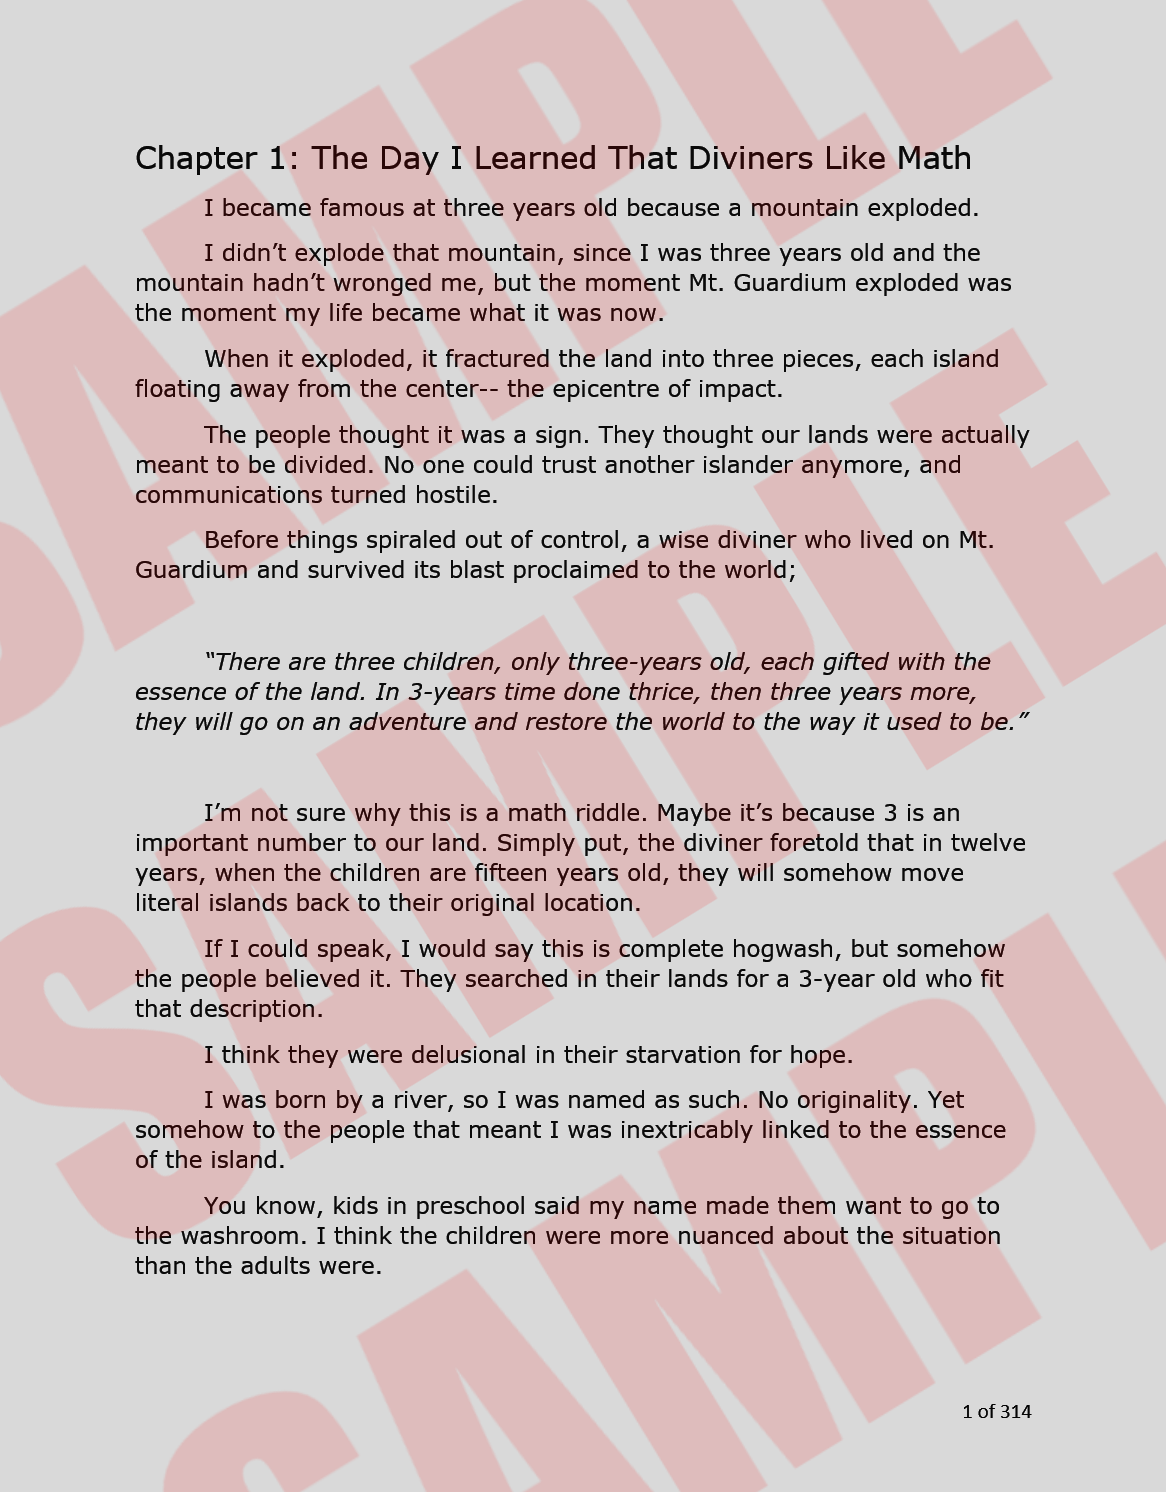 Chapter 1: The Day I Learned That Diviners Like Math
I became famous at three years old because a mountain exploded.
I didn’t explode that mountain, since I was three years old and the
mountain hadn’t wronged me, but the moment Mt. Guardium exploded was
the moment my life became what it was now.
When it exploded, it fractured the land into three pieces, each island
floating away from the center-- the epicentre of impact.
The people thought it was a sign. They thought our lands were actually
meant to be divided. No one could trust another islander anymore, and
communications turned hostile.
Before things spiraled out of control, a wise diviner who lived on Mt.
Guardium and survived its blast proclaimed to the world;
“There are three children, only three-years old, each gifted with the
essence of the land. In 3-years time done thrice, then three years more,
they will go on an adventure and restore the world to the way it used to be.”
I’m not sure why this is a math riddle. Maybe it’s because 3 is an
important number to our land. Simply put, the diviner foretold that in twelve
years, when the children are fifteen years old, they will somehow move
literal islands back to their original location.
If I could speak, I would say this is complete hogwash, but somehow
the people believed it. They searched in their lands for a 3-year old who fit
that description.
I think they were delusional in their starvation for hope.
I was born by a river, so I was named as such. No originality. Yet
somehow to the people that meant I was inextricably linked to the essence
of the island.
You know, kids in preschool said my name made them want to go to
the washroom. I think the children were more nuanced about the situation
than the adults were.
1 of 314
SAMPLE
SAMPLE
SAMPLE